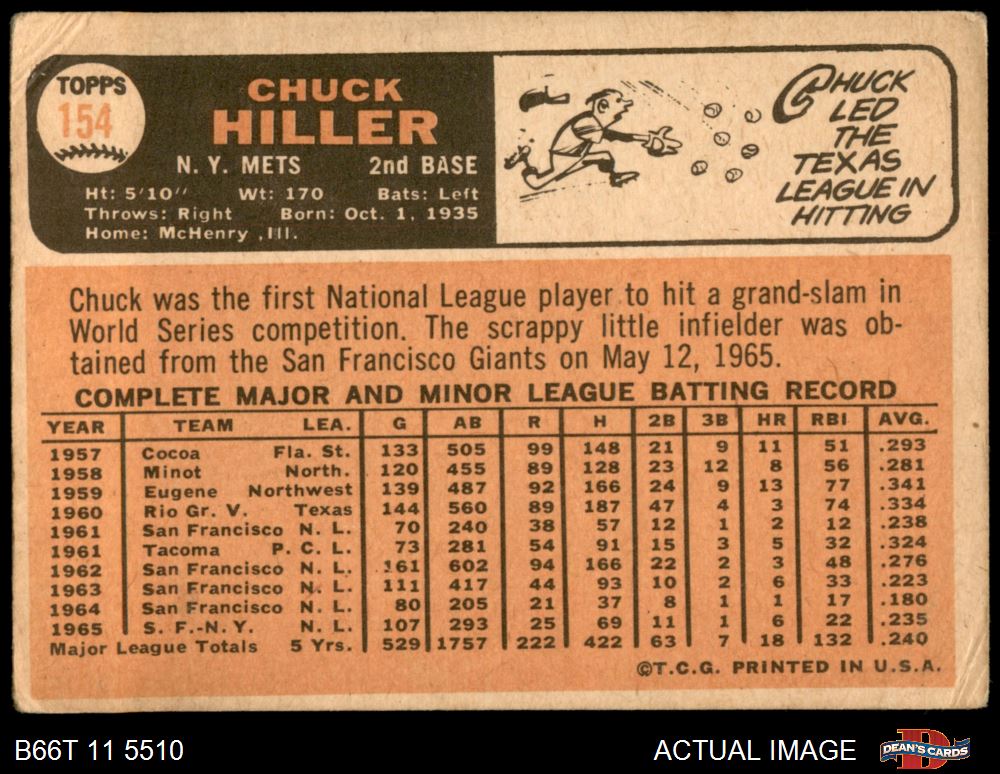 TOPPS
154
CHUCK
HILLER
N. Y. METS 2nd BASE
Ht: 5'10" Wt: 170 Bats: Left
Throws: Right Born: Oct. 1, 1935
Home: McHenry ,Ill.
CHUCK
LED
THE
TEXAS
LEAGUE IN
HITTING
Chuck was the first National League player to hit a grand-slam in
World Series competition. The scrappy little infielder was ob-
tained from the San Francisco Giants on May 12, 1965.
COMPLETE MAJOR AND MINOR LEAGUE BATTING RECORD
YEAR TEAM LEA. G AB R H 2B 3B HR RBI AVG.
1957 Cocoa Fla. St. 133 505 99 148 21 9 11 51 .293
1958 Minot North. 120 455 89 128 23 12 8 56 .281
1959 Eugene Northwest 139 487 92 166 24 9 13 77 .341
1960 Rio Gr. V. Texas 144 560 89 187 47 4 3 74 .334
1961 San Francisco N. L. 70 240 38 57 12 1 2 12 .238
1961 Tacoma P. C. L. 73 281 54 91 15 3 5 32 .324
1962 San Francisco N. L. 161 602 94 166 22 2 3 48 .276
1963 San Francisco N. L. 111 417 44 93 10 2 6 33 .223
1964 San Francisco N. L. 80 205 21 37 8 1 1 17 .180
1965 S. F.-N.Y. N. L. 107 293 25 69 11 1 6 22 .235
Major League Totals 5 Yrs. 529 1757 222 422 63 7 18 132 .240
©T.C.G. PRINTED IN U.S.A.
B66T 11 5510 ACTUAL IMAGE
DEAN'S CARDS